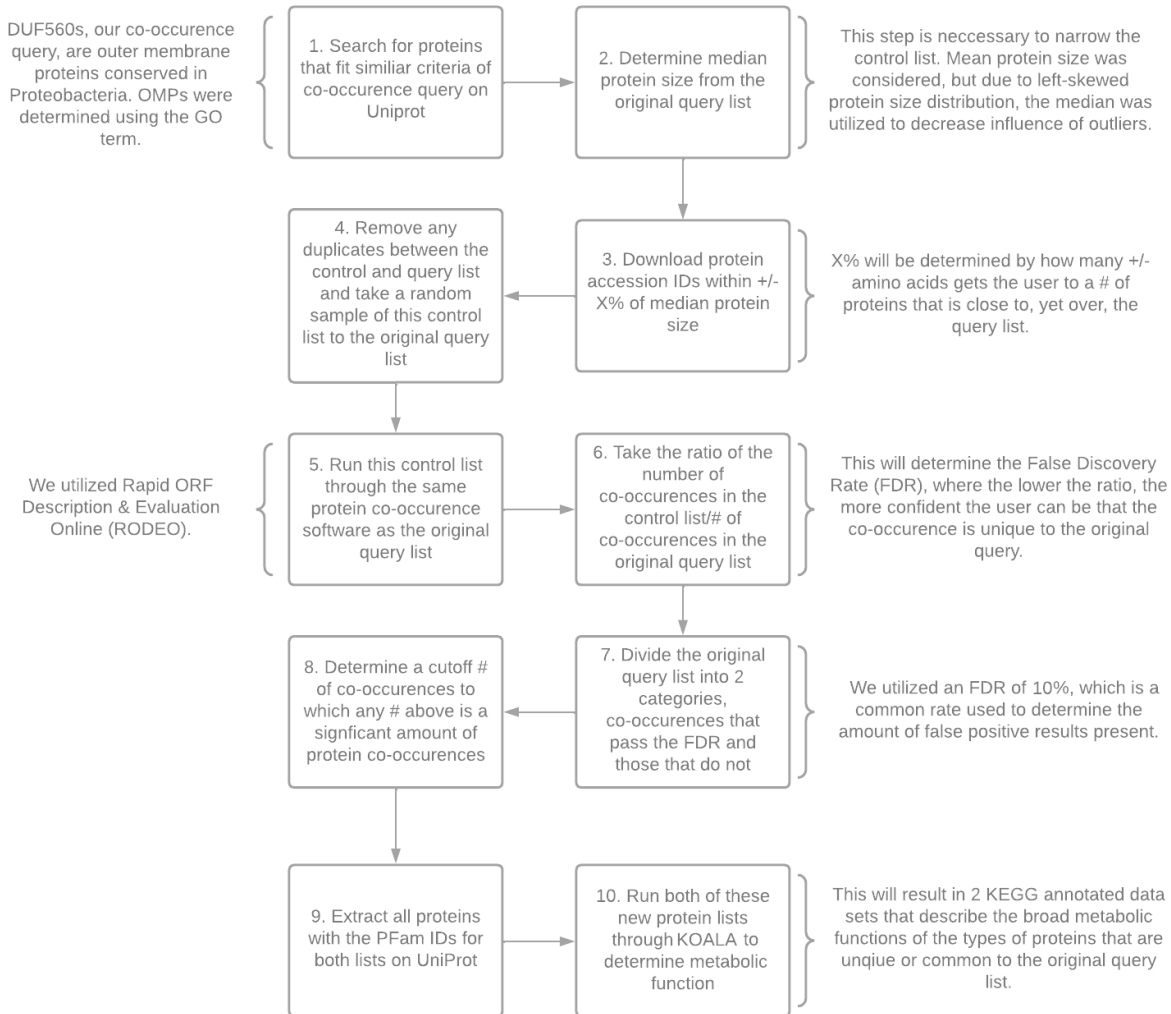 DUF560s, our co-occurence
query, are outer membrane
proteins conserved in
Proteobacteria. OMPs were
determined using the GO
term.
1. Search for proteins
that fit similiar criteria of
co-occurence query on
Uniprot
2. Determine median
protein size from the
original query list
This step is neccessary to narrow the
control list. Mean protein size was
considered, but due to left-skewed
protein size distribution, the median was
utilized to decrease influence of outliers.
4. Remove any
duplicates between the
control and query list
and take a random
sample of this control
list to the original query
list
3. Download protein
accession IDs within +/-
X% of median protein
size
X% will be determined by how many +/-
amino acids gets the user to a # of
proteins that is close to, yet over, the
query list.
We utilized Rapid ORF
Description & Evaluation
Online (RODEO).
5. Run this control list
through the same
protein co-occurence
software as the original
query list
6. Take the ratio of the
number of
co-occurences in the
control list/# of
co-occurences in the
original query list
This will determine the False Discovery
Rate (FDR), where the lower the ratio, the
more confident the user can be that the
co-occurence is unique to the original
query.
8. Determine a cutoff #
of co-occurences to
which any # above is a
signficant amount of
protein co-occurences
7. Divide the original
query list into 2
categories,
co-occurences that
pass the FDR and
those that do not
We utilized an FDR of 10%, which is a
common rate used to determine the
amount of false positive results present.
9. Extract all proteins
with the PFam IDs for
both lists on UniProt
10. Run both of these
new protein lists
through KOALA to
determine metabolic
function
This will result in 2 KEGG annotated data
sets that describe the broad metabolic
functions of the types of proteins that are
unqiue or common to the original query
list.